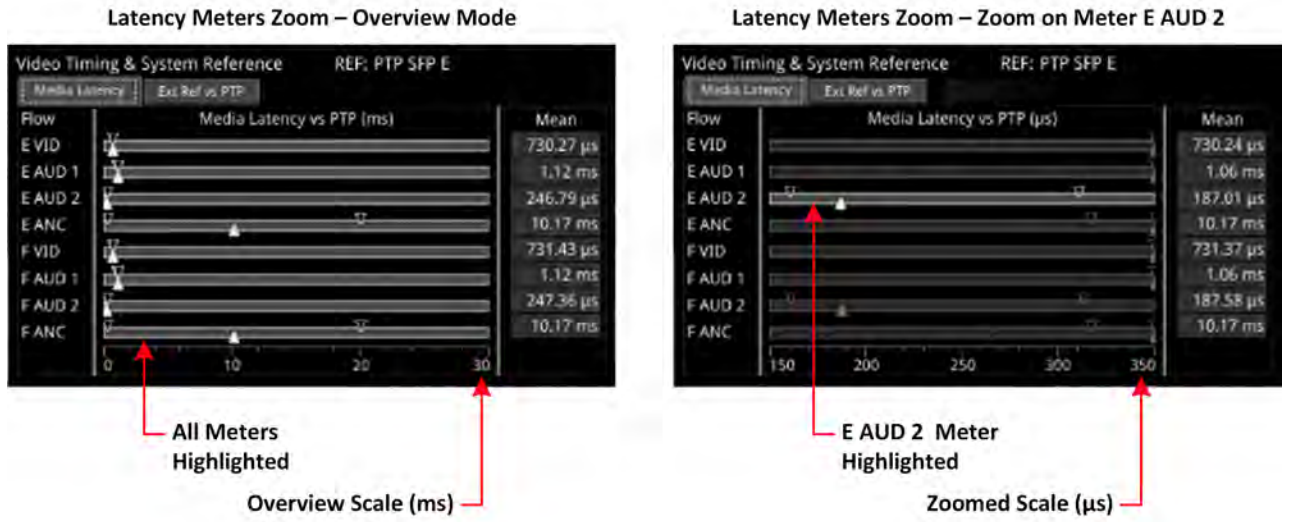 Latency Meters Zoom – Overview Mode
Video Timing & System Reference REF: PTP SFP E
Media Latency Ext Ref vs PTP
Flow Media Latency vs PTP (ms) Mean
E VID 730.27 µs
E AUD 1 1.12 ms
E AUD 2 246.79 µs
E ANC 10.17 ms
F VID 731.43 µs
F AUD 1 1.12 ms
F AUD 2 247.36 µs
F ANC 10.17 ms
0 10 20 30
All Meters
Highlighted
Overview Scale (ms)
Latency Meters Zoom – Zoom on Meter E AUD 2
Video Timing & System Reference REF: PTP SFP E
Media Latency Ext Ref vs PTP
Flow Media Latency vs PTP (µs) Mean
E VID 730.24 µs
E AUD 1 1.06 ms
E AUD 2 187.01 µs
E ANC 10.17 ms
F VID 731.37 µs
F AUD 1 1.06 ms
F AUD 2 187.58 µs
F ANC 10.17 ms
150 200 250 300 350
E AUD 2 Meter
Highlighted
Zoomed Scale (µs)